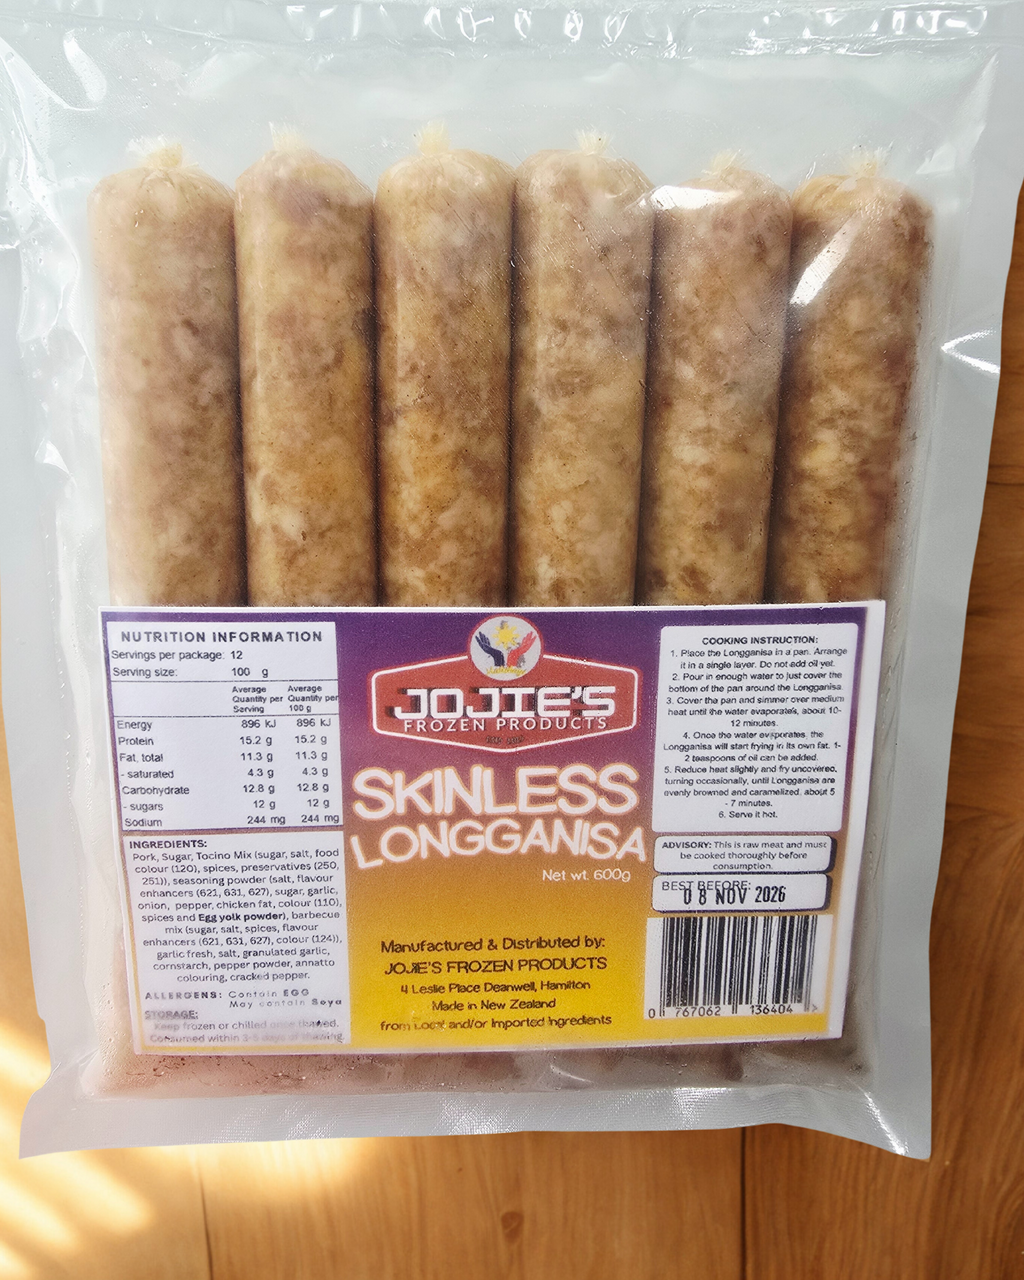 NUTRITION INFORMATION
Servings per package: 12
Serving size: 100 g
Average Quantity per Serving
Average Quantity per 100 g
Energy 896 kJ 896 kJ
Protein 15.2 g 15.2 g
Fat, total 11.3 g 11.3 g
- saturated 4.3 g 4.3 g
Carbohydrate 12.8 g 12.8 g
- sugars 12 g 12 g
Sodium 244 mg 244 mg
INGREDIENTS:
Pork, Sugar, Tocino Mix (sugar, salt, food
colour (120), spices, preservatives (250,
251)), seasoning powder (salt, flavour
enhancers (621, 631, 627), sugar, garlic,
onion, pepper, chicken fat, colour (110),
spices and Egg yolk powder), barbecue
mix (sugar, salt, spices, flavour
enhancers (621, 631, 627), colour (124)),
garlic fresh, salt, granulated garlic,
cornstarch, pepper powder, annatto
colouring, cracked pepper.
ALLERGENS: Contain EGG
May contain Soya
STORAGE:
Keep frozen or chilled once thawed.
Consumed within 3-5 days of thawing.
JOJIE'S
FROZEN PRODUCTS
SKINLESS
LONGGANISA
Net wt. 600g
Manufactured & Distributed by:
JOJIE'S FROZEN PRODUCTS
4 Leslie Place Deanwell, Hamilton
Made in New Zealand
from Local and/or Imported Ingredients
COOKING INSTRUCTION:
1. Place the Longganisa in a pan. Arrange
it in a single layer. Do not add oil yet.
2. Pour in enough water to just cover the
bottom of the pan around the Longganisa
3. Cover the pan and simmer over medium
heat until the water evaporates, about 10-
12 minutes.
4. Once the water evaporates, the
Longganisa will start frying in its own fat. 1-
2 teaspoons of oil can be added.
5. Reduce heat slightly and fry uncovered,
turning occasionally, until Longganisa are
evenly browned and caramelized, about 5
- 7 minutes.
6. Serve it hot.
ADVISORY: This is raw meat and must
be cooked thoroughly before
consumption.
BEST BEFORE:
08 NOV 2026
0 767062 136404 >